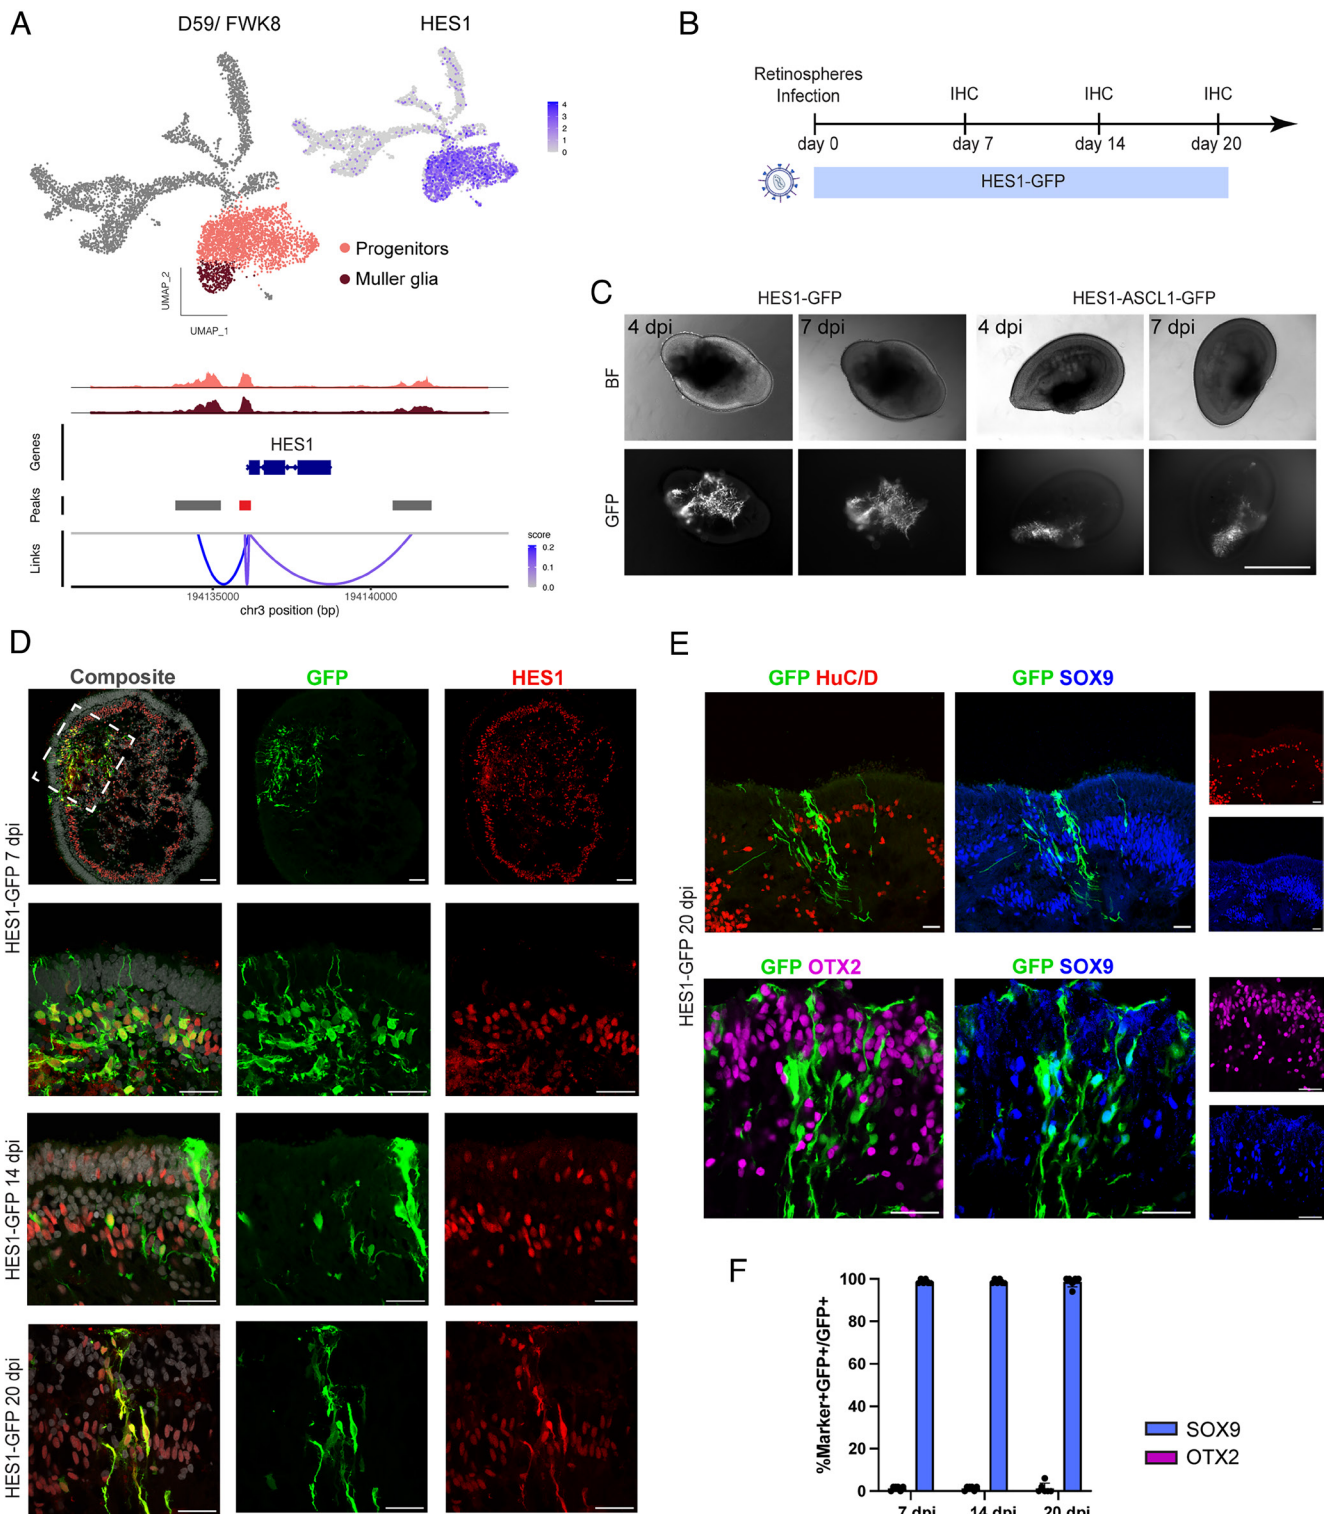 A
D59/ FWK8
HES1
4
3
2
1
0
Progenitors
Muller glia
UMAP_2
UMAP_1
Genes
HES1
Peaks
Links
score
0.2
0.1
0.0
194135000
194140000
chr3 position (bp)
B
Retinospheres
Infection
IHC
IHC
IHC
day 0
day 7
day 14
day 20
HES1-GFP
C
HES1-GFP
HES1-ASCL1-GFP
4 dpi
7 dpi
4 dpi
7 dpi
BF
GFP
D
Composite
GFP
HES1
HES1-GFP 7 dpi
HES1-GFP 14 dpi
HES1-GFP 20 dpi
E
GFP HuC/D
GFP SOX9
HES1-GFP 20 dpi
GFP OTX2
GFP SOX9
F
%Marker+GFP+/GFP+
100
80
60
40
20
0
7 dpi
14 dpi
20 dpi
SOX9
OTX2